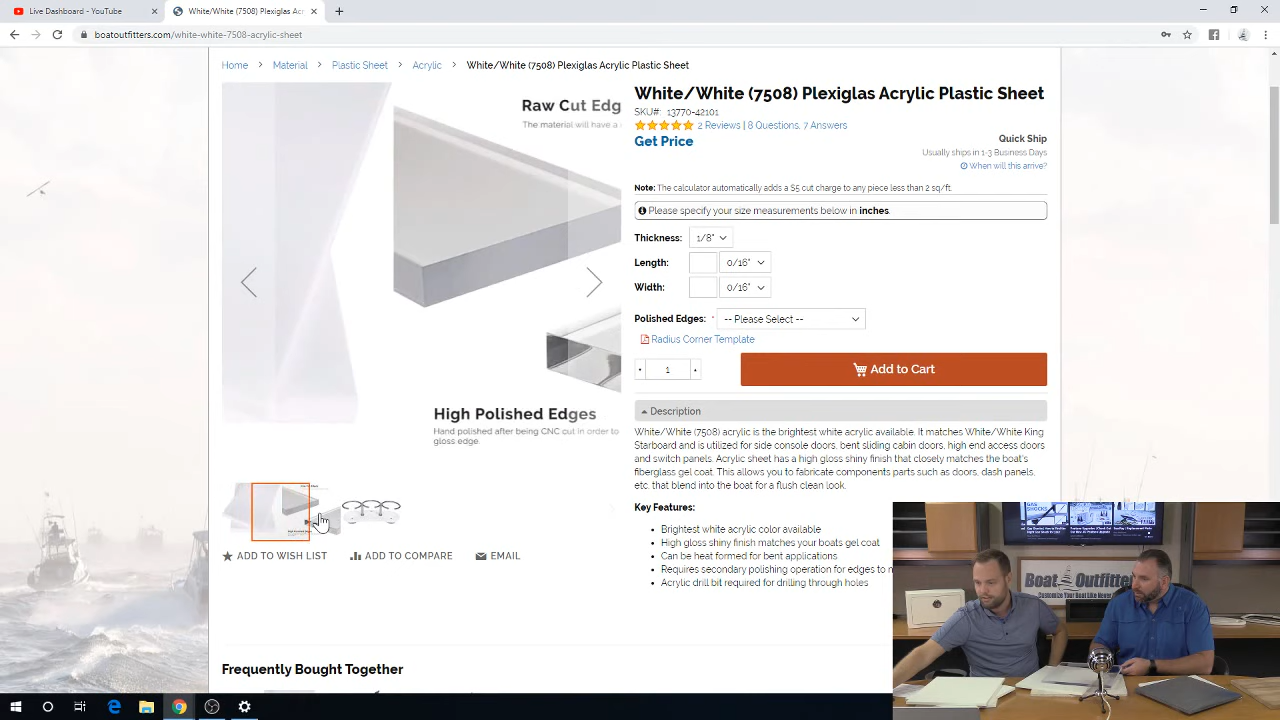 Live Dashboard - YouTube
White/White (7508) Plexiglas Acr
boatoutfitters.com/white-white-7508-acrylic-sheet
Home > Material > Plastic Sheet > Acrylic > White/White (7508) Plexiglas Acrylic Plastic Sheet
Raw Cut Edg
The material will have a
High Polished Edges
Hand polished after being CNC cut in order to
gloss edge.
ADD TO WISH LIST
ADD TO COMPARE
EMAIL
White/White (7508) Plexiglas Acrylic Plastic Sheet
SKU#: 13770-42101
2 Reviews | 8 Questions, 7 Answers
Get Price
Quick Ship
Usually ships in 1-3 Business Days
When will this arrive?
Note: The calculator automatically adds a $5 cut charge to any piece less than 2 sq/ft.
Please specify your size measurements below in inches.
Thickness: 1/8"
Length: 0/16"
Width: 0/16"
Polished Edges: * -- Please Select --
Radius Corner Template
1
Add to Cart
Description
White/White (7508) acrylic is the brightest white acrylic available. It matches White/White King
Starboard and is utilized for side console doors, bent sliding cabin doors, high end access doors
and switch panels. Acrylic sheet has a high gloss shiny finish that closely matches the boat's
fiberglass gel coat. This allows you to fabricate components parts such as doors, dash panels,
etc. that blend into the boat for a flush clean look.
Key Features:
Brightest white acrylic color available
High gloss shiny finish matches your boats gel coat
Can be heat formed for bent applications
Requires secondary polishing operation for edges to
Acrylic drill bit required for drilling through holes
Boat Outfitters
Customize Your Boat Like Never
Frequently Bought Together